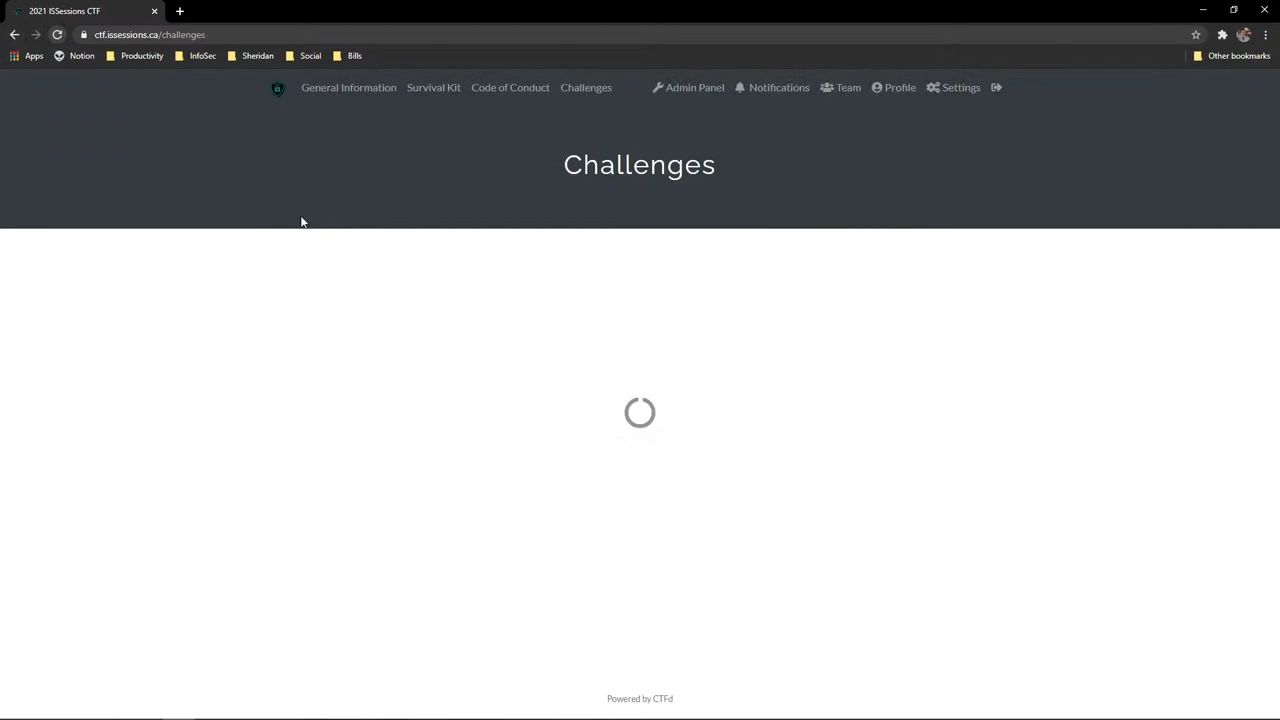 2021 ISSessions CTF
ctf.issessions.ca/challenges
Apps Notion Productivity InfoSec Sheridan Social Bills Other bookmarks
General Information Survival Kit Code of Conduct Challenges Admin Panel Notifications Team Profile Settings
Challenges
Powered by CTFd